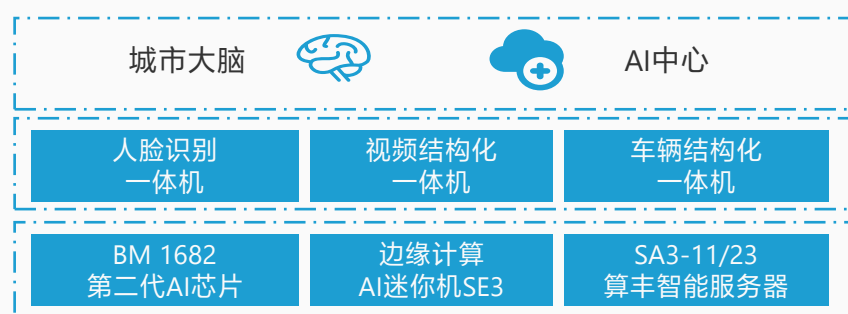 城市大脑
AI中心
人脸识别
一体机
视频结构化
一体机
车辆结构化
一体机
BM 1682
第二代AI芯片
边缘计算
AI迷你机SE3
SA3-11/23
算丰智能服务器